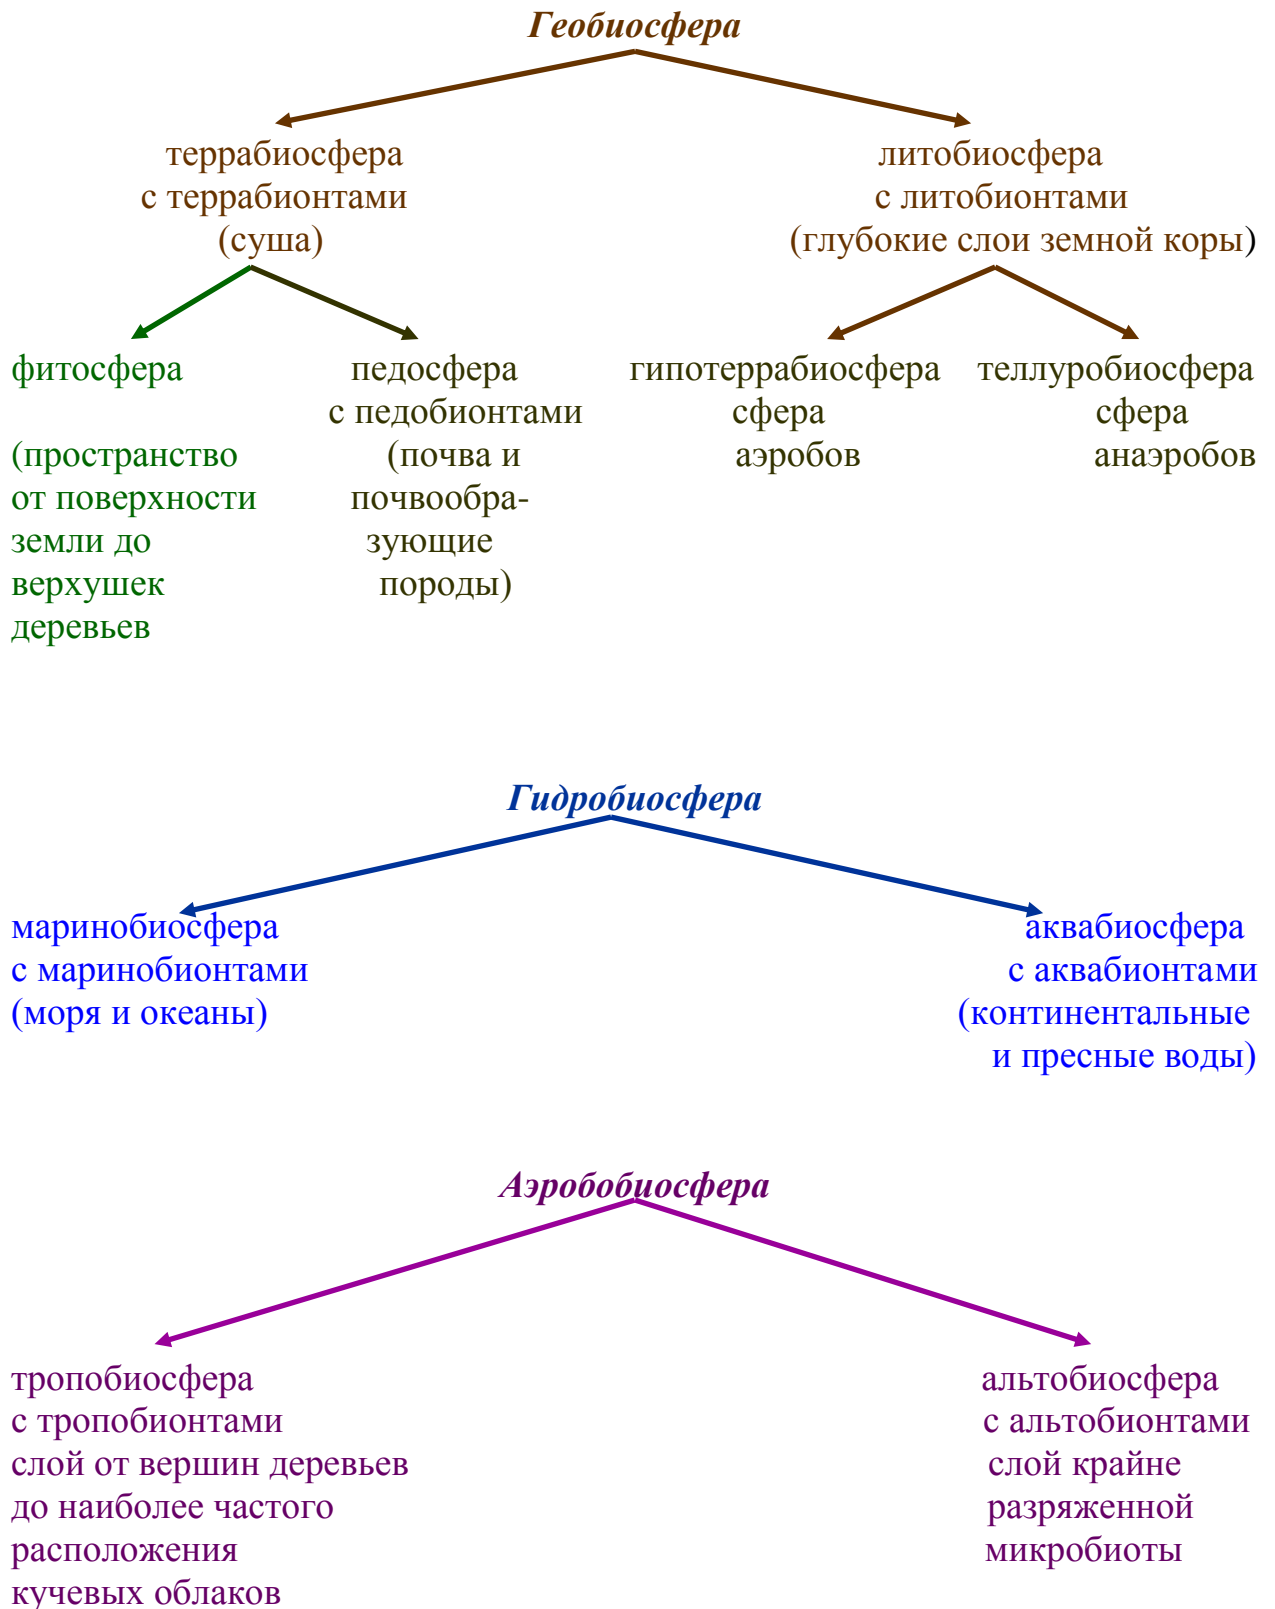 Геобиосфера
террабиосфера
с террабионтами
(суша)
литобиосфера
с литобионтами
(глубокие слои земной коры)
фитосфера
(пространство
от поверхности
земли до
верхушек
деревьев
педосфера
с педобионтами
(почва и
почвообра-
зующие
породы)
гипотеррабиосфера
сфера
аэробов
теллуробиосфера
сфера
анаэробов
Гидробиосфера
маринобиосфера
с маринобионтами
(моря и океаны)
аквабиосфера
с аквабионтами
(континентальные
и пресные воды)
Аэробобиосфера
тропобиосфера
с тропобионтами
слой от вершин деревьев
до наиболее частого
расположения
кучевых облаков
альтобиосфера
с альтобионтами
слой крайне
разряженной
микробиоты